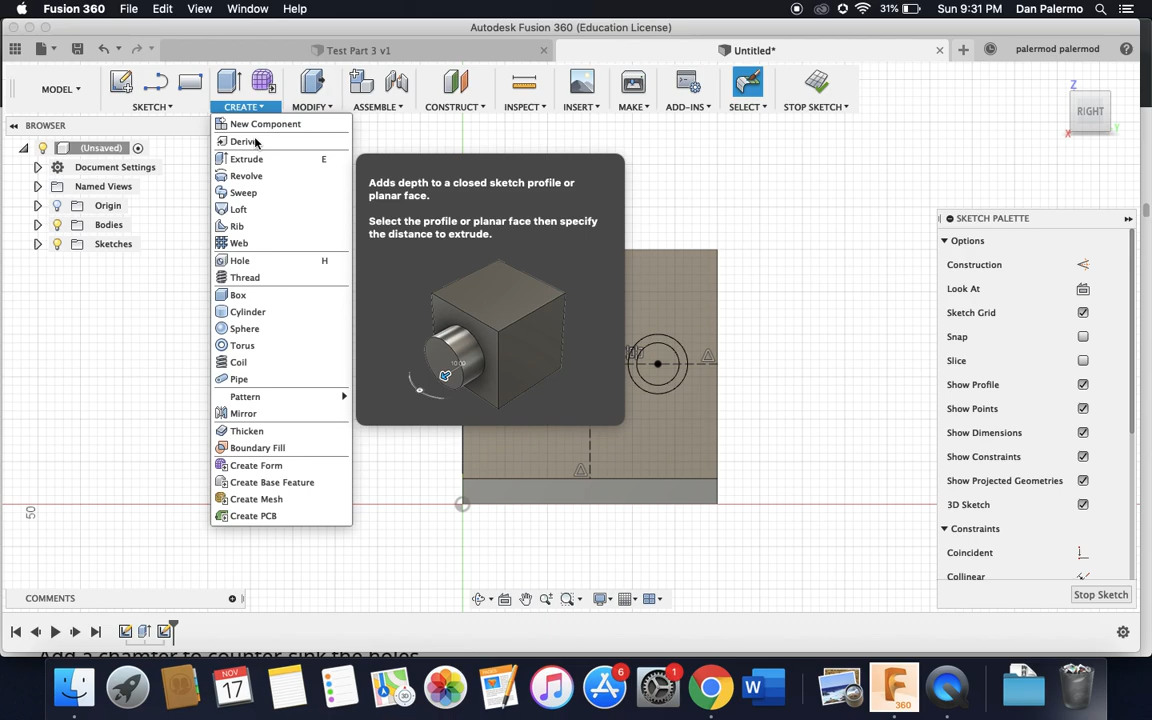 Fusion 360 File Edit View Window Help 31% Sun 9:31 PM Dan Palermo
Autodesk Fusion 360 (Education License)
Test Part 3 v1 Untitled* palermod palermod
MODEL
SKETCH CREATE MODIFY ASSEMBLE CONSTRUCT INSPECT INSERT MAKE ADD-INS SELECT STOP SKETCH
Z
RIGHT
X Y
BROWSER
(Unsaved)
Document Settings
Named Views
Origin
Bodies
Sketches
New Component
Derive
Extrude E
Revolve
Sweep
Loft
Rib
Web
Hole H
Thread
Box
Cylinder
Sphere
Torus
Coil
Pipe
Pattern
Mirror
Thicken
Boundary Fill
Create Form
Create Base Feature
Create Mesh
Create PCB
Adds depth to a closed sketch profile or
planar face.
Select the profile or planar face then specify
the distance to extrude.
SKETCH PALETTE
Options
Construction
Look At
Sketch Grid
Snap
Slice
Show Profile
Show Points
Show Dimensions
Show Constraints
Show Projected Geometries
3D Sketch
Constraints
Coincident
Collinear
Stop Sketch
50
COMMENTS
Add a chamfer to counter sink the holes
NOV
17
6
1
W
F
360